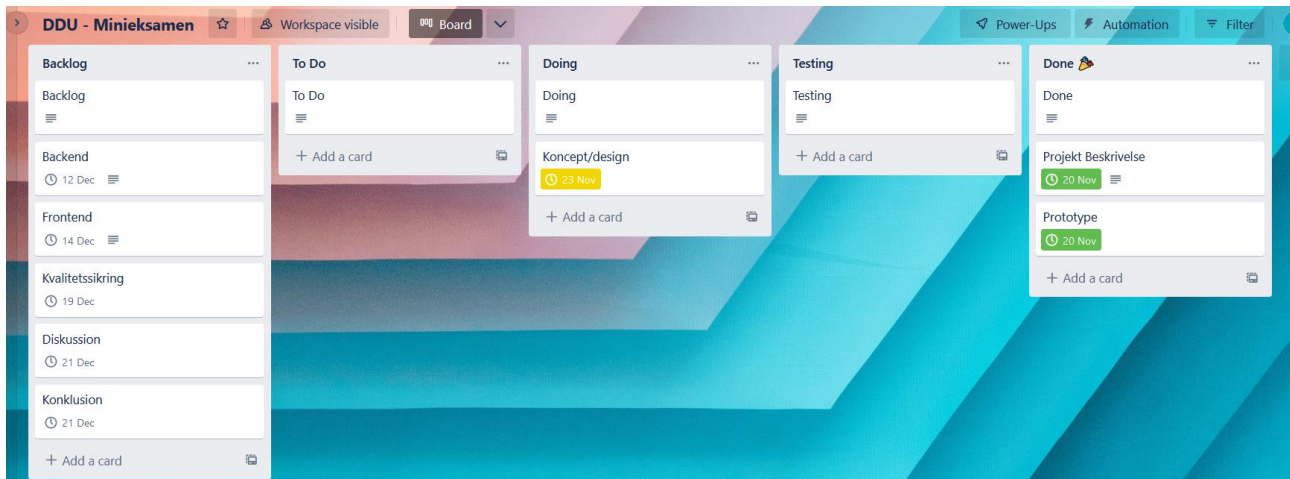 DDU - Minieksamen
Workspace visible
Board
Power-Ups
Automation
Filter
Backlog
Backlog
Backend
12 Dec
Frontend
14 Dec
Kvalitetssikring
19 Dec
Diskussion
21 Dec
Konklusion
21 Dec
+ Add a card
To Do
To Do
+ Add a card
Doing
Doing
Koncept/design
23 Nov
+ Add a card
Testing
Testing
+ Add a card
Done 🎉
Done
Projekt Beskrivelse
20 Nov
Prototype
20 Nov
+ Add a card